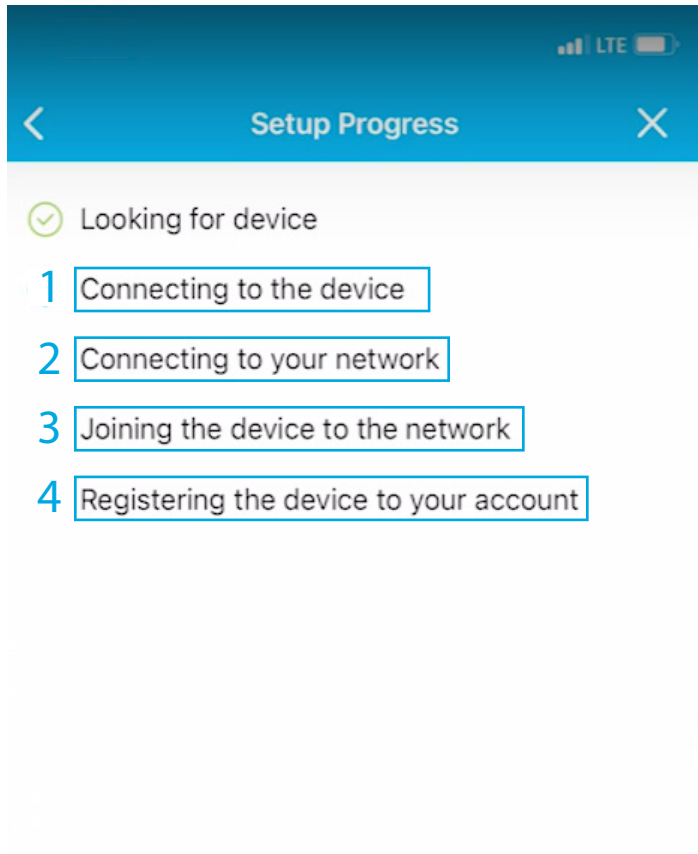 LTE
Setup Progress
Looking for device
1 Connecting to the device
2 Connecting to your network
3 Joining the device to the network
4 Registering the device to your account